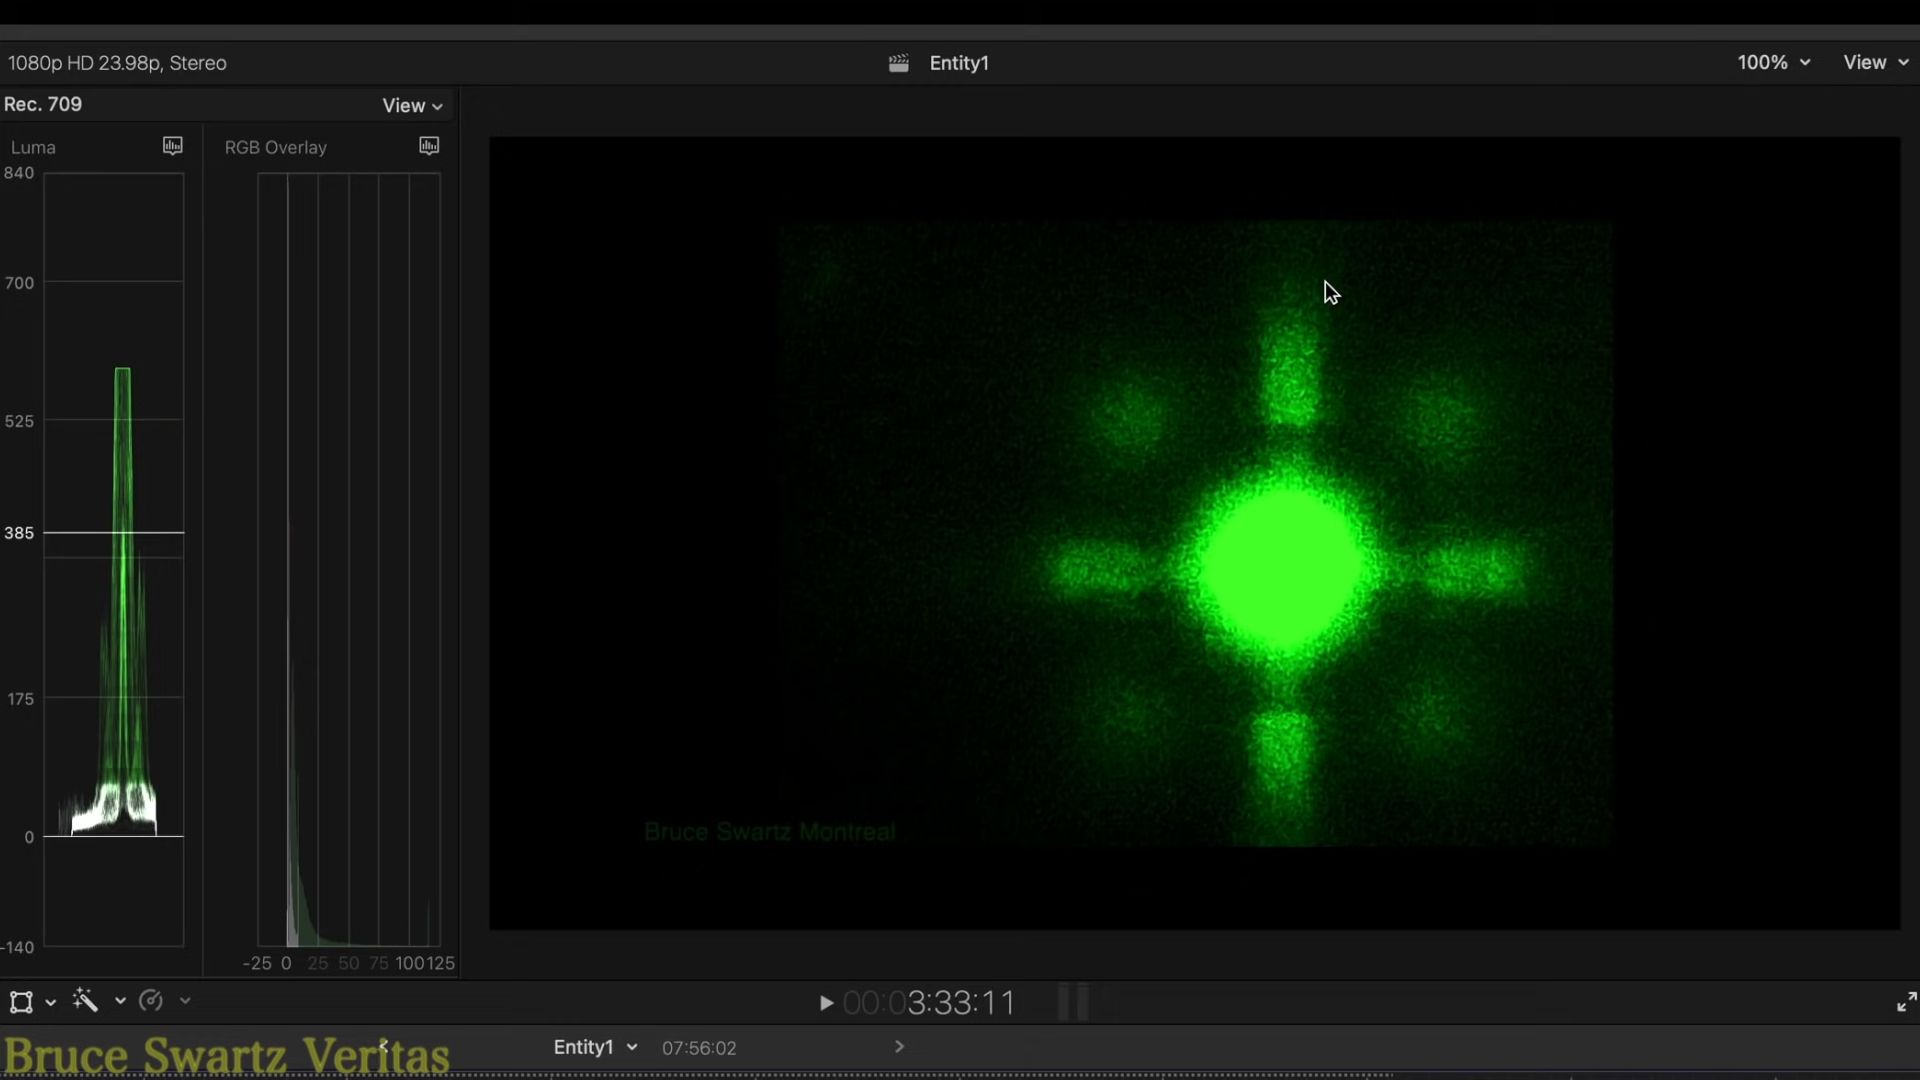 1080p HD 23.98p, Stereo
Entity1
100%
View
Rec. 709
View
Luma
RGB Overlay
840
700
525
385
175
0
-140
-25 0 25 50 75 100 125
Bruce Swartz Montreal
00:03:33:11
Bruce Swartz Veritas
Entity1
07:56:02